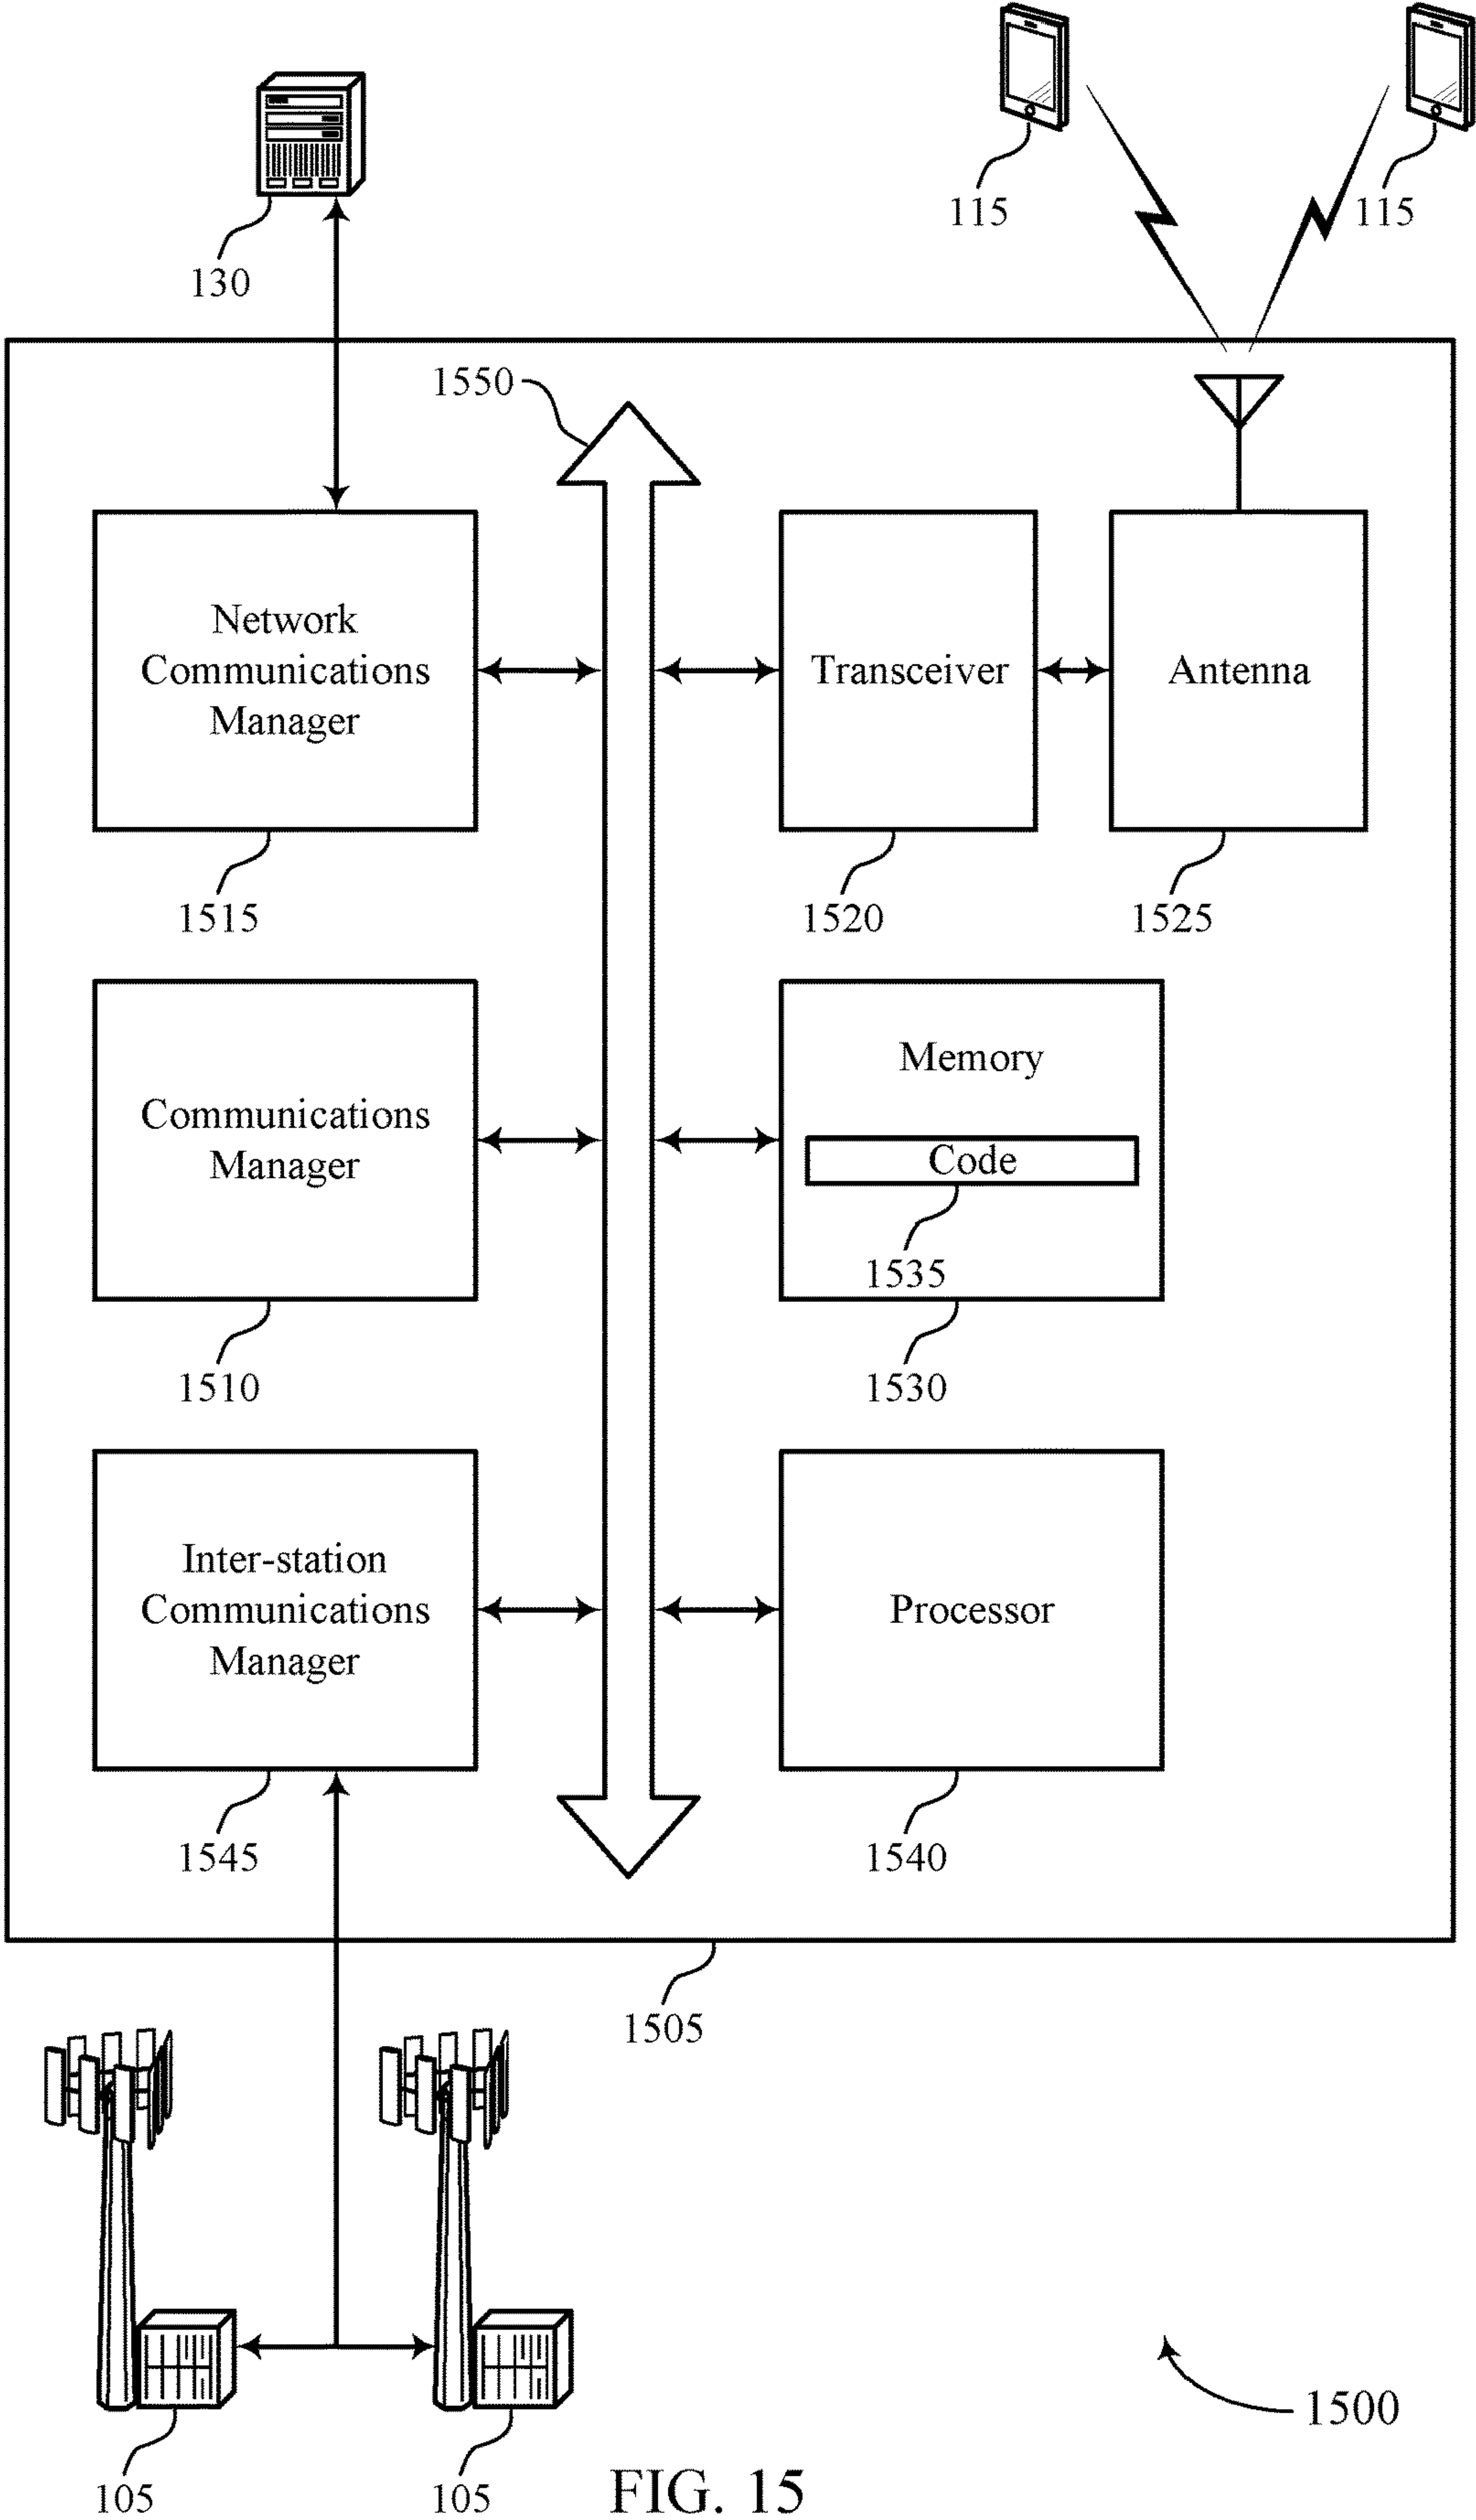 115
115
130
1550
Network
Communications
Manager
Transceiver
Antenna
1515
1520
1525
Communications
Manager
Memory
Code
1535
1510
1530
Inter-station
Communications
Manager
Processor
1545
1540
1505
1500
105
105
FIG. 15